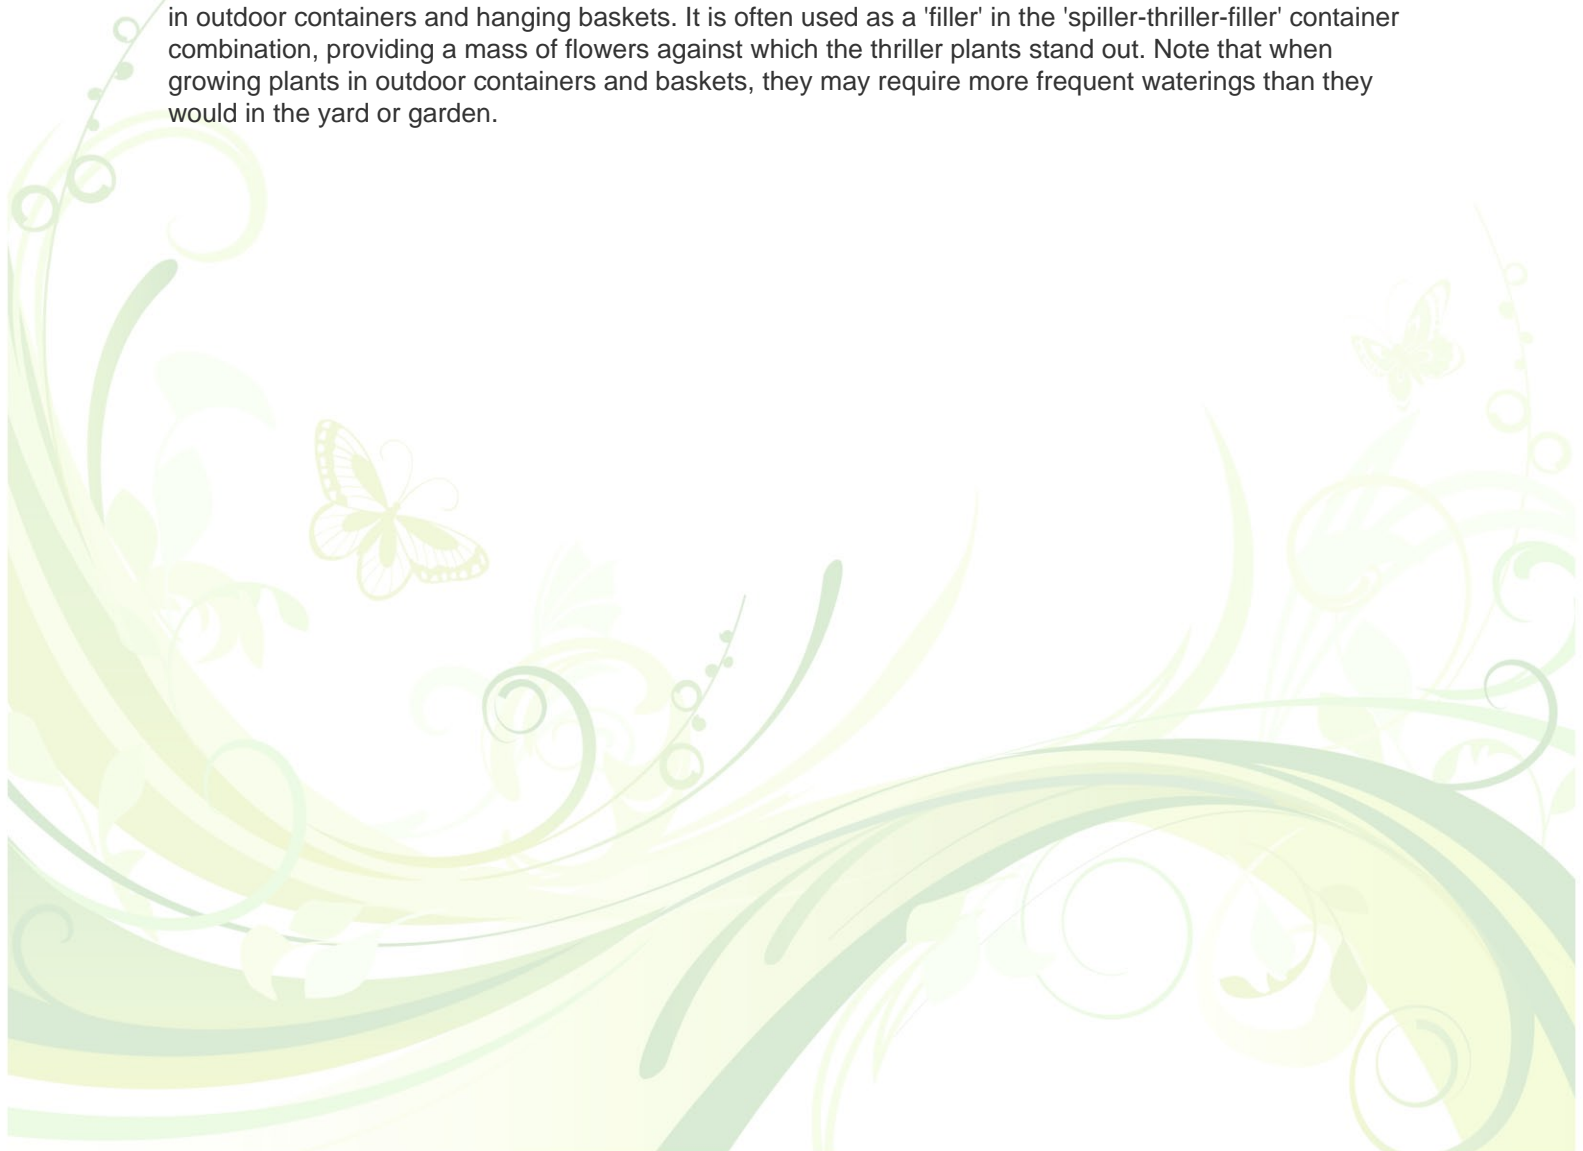 in outdoor containers and hanging baskets. It is often used as a 'filler' in the 'spiller-thriller-filler' container
combination, providing a mass of flowers against which the thriller plants stand out. Note that when
growing plants in outdoor containers and baskets, they may require more frequent waterings than they
would in the yard or garden.